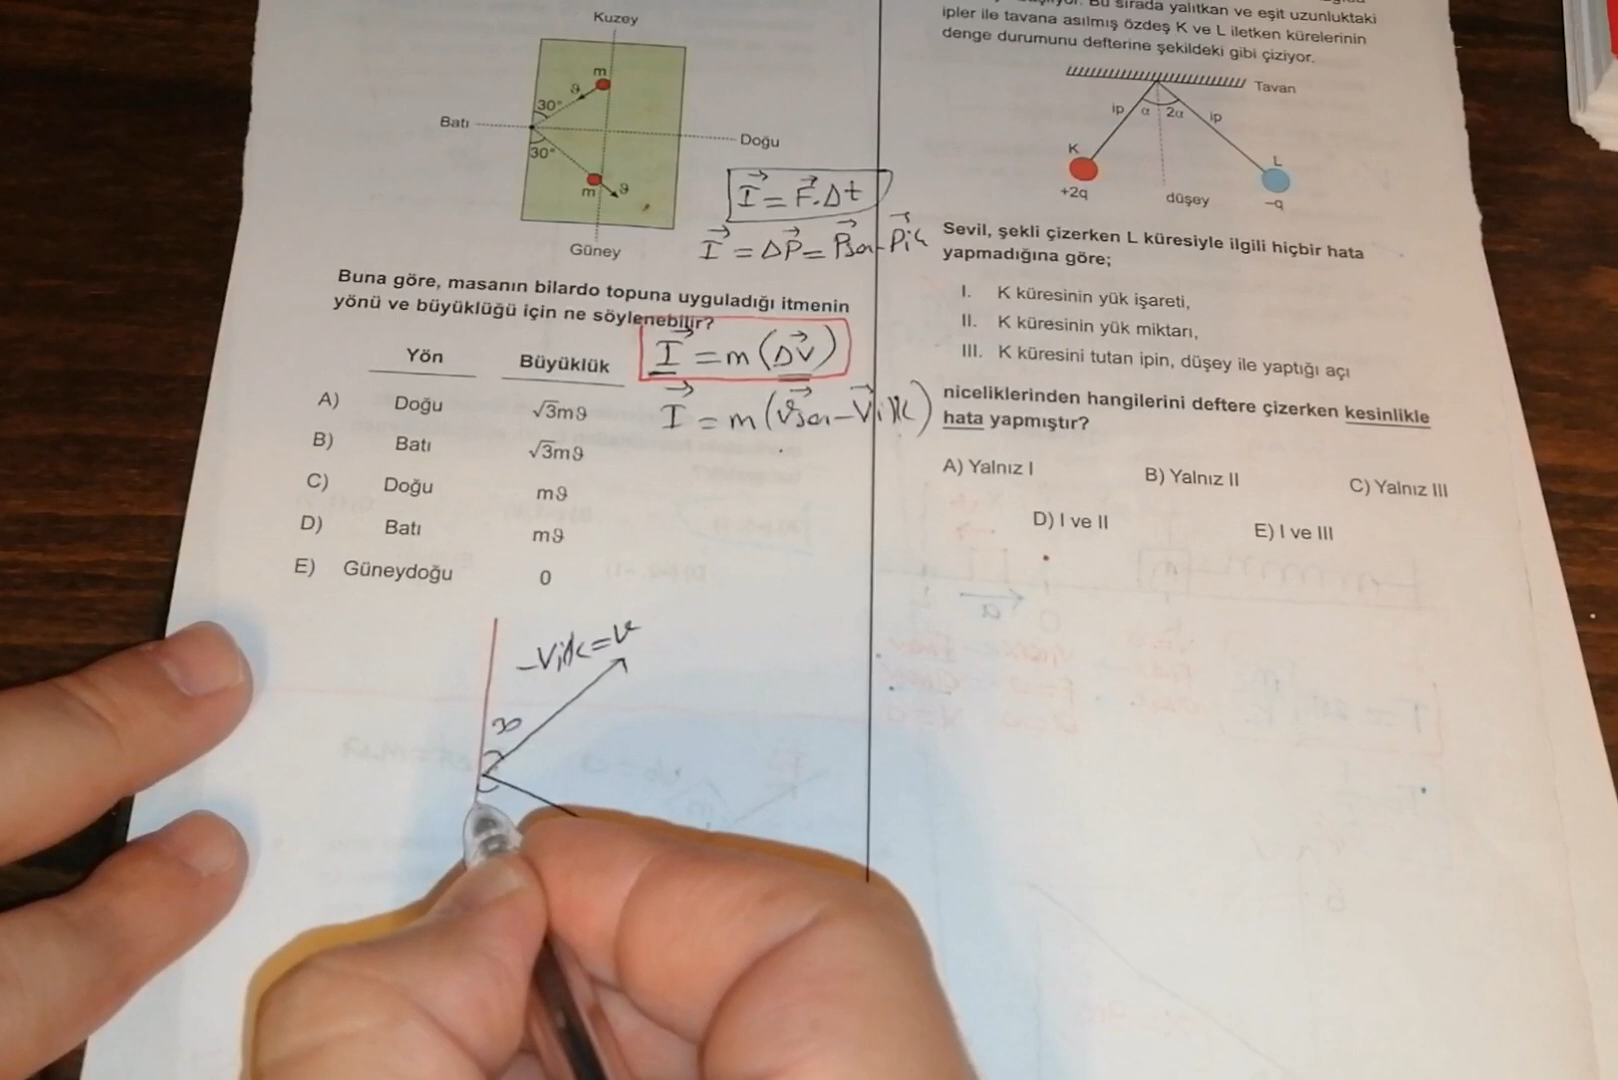 Kuzey
m
ϑ
30°
Batı
Doğu
30°
m
ϑ
Güney
I = F.Δt
I = ΔP = Pson - Pilk
Buna göre, masanın bilardo topuna uyguladığı itmenin
yönü ve büyüklüğü için ne söylenebilir?
I = m(ΔV)
I = m(Vson - Vilk)
Yön Büyüklük
A) Doğu √3mϑ
B) Batı √3mϑ
C) Doğu mϑ
D) Batı mϑ
E) Güneydoğu 0
-Vilk=V
30
Bu sırada yalıtkan ve eşit uzunluktaki
ipler ile tavana asılmış özdeş K ve L iletken kürelerinin
denge durumunu defterine şekildeki gibi çiziyor.
Tavan
ip α 2α ip
K
L
+2q
düşey
-q
Sevil, şekli çizerken L küresiyle ilgili hiçbir hata
yapmadığına göre;
I. K küresinin yük işareti,
II. K küresinin yük miktarı,
III. K küresini tutan ipin, düşey ile yaptığı açı
niceliklerinden hangilerini deftere çizerken kesinlikle
hata yapmıştır?
A) Yalnız I
B) Yalnız II
C) Yalnız III
D) I ve II
E) I ve III